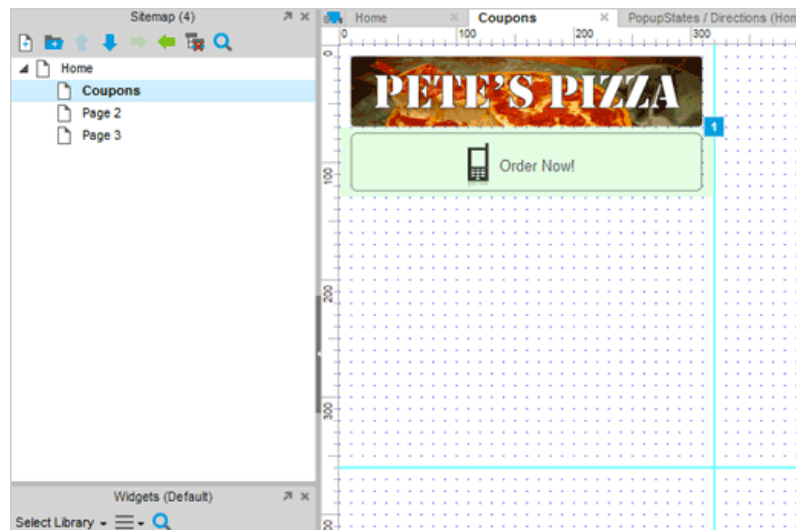 Sitemap (4)
Home
Coupons
Page 2
Page 3
Widgets (Default)
Select Library
Home
Coupons
PopupStates / Directions (Hom
0
100
200
300
0
100
200
300
PETE'S PIZZA
1
Order Now!